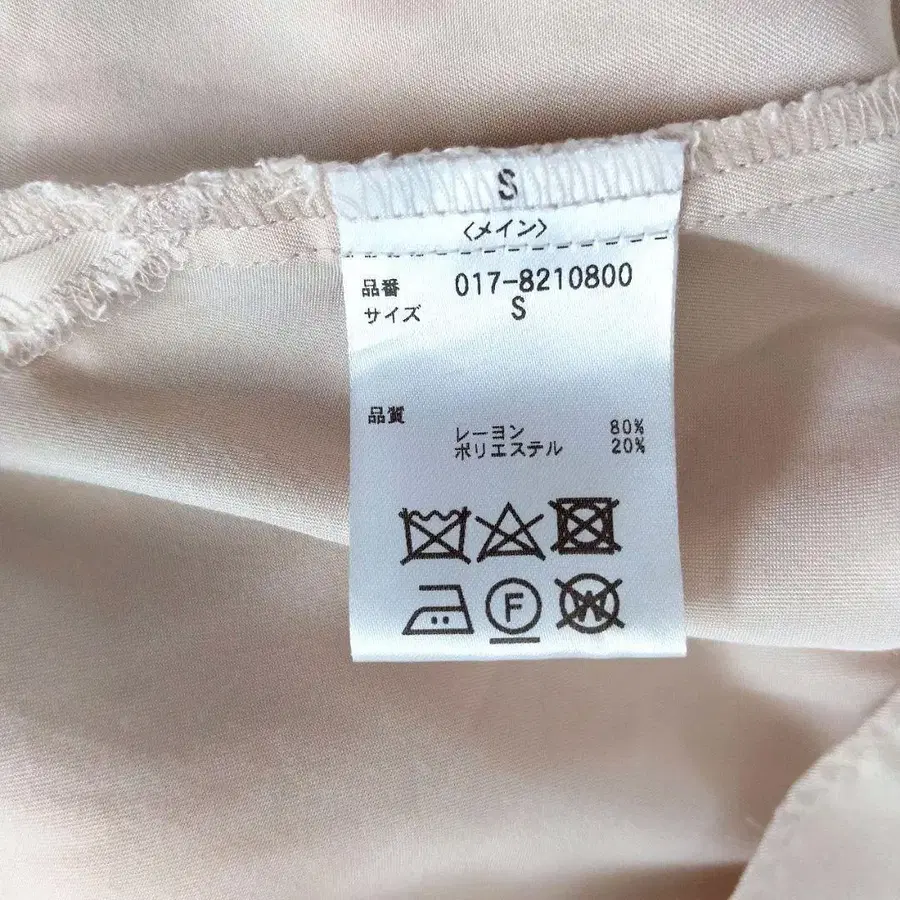 S
〈メイン〉
品番 017-8210800
サイズ S
品質
レーヨン 80%
ポリエステル 20%
F
W